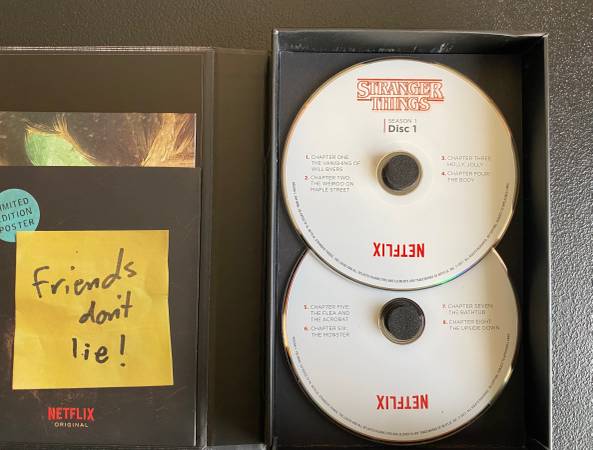 LIMITED
EDITION
POSTER
friends
don't
lie!
NETFLIX
ORIGINAL
STRANGER
THINGS
SEASON 1
Disc 1
1. CHAPTER ONE:
THE VANISHING OF
WILL BYERS
2. CHAPTER TWO:
THE WEIRDO ON
MAPLE STREET
3. CHAPTER THREE:
HOLLY, JOLLY
4. CHAPTER FOUR:
THE BODY
NETFLIX
5. CHAPTER FIVE:
THE FLEA AND
THE ACROBAT
6. CHAPTER SIX:
THE MONSTER
7. CHAPTER SEVEN:
THE BATHTUB
8. CHAPTER EIGHT:
THE UPSIDE DOWN
NETFLIX